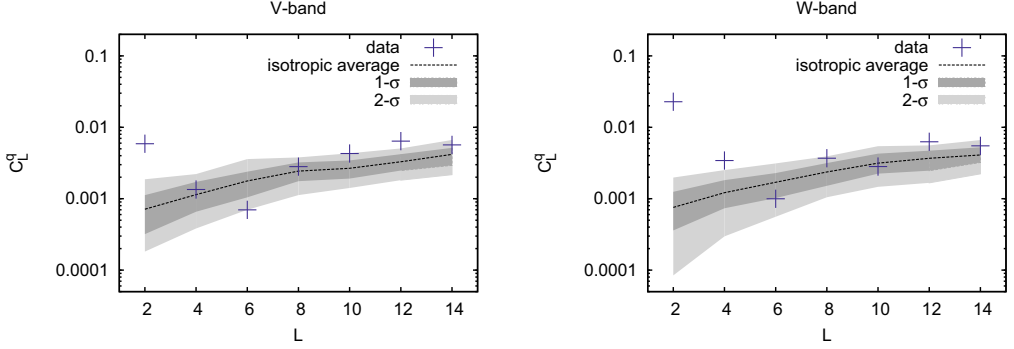 V-band
data
isotropic average
1-σ
2-σ
0.1
0.01
0.001
0.0001
C_L^q
2 4 6 8 10 12 14
L
W-band
data
isotropic average
1-σ
2-σ
0.1
0.01
0.001
0.0001
C_L^q
2 4 6 8 10 12 14
L